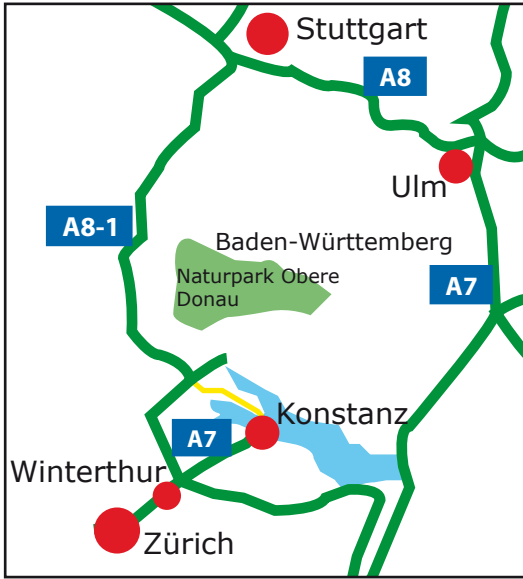 Stuttgart
A8
Ulm
A8-1
Baden-Württemberg
Naturpark Obere
Donau
A7
Konstanz
A7
Winterthur
Zürich